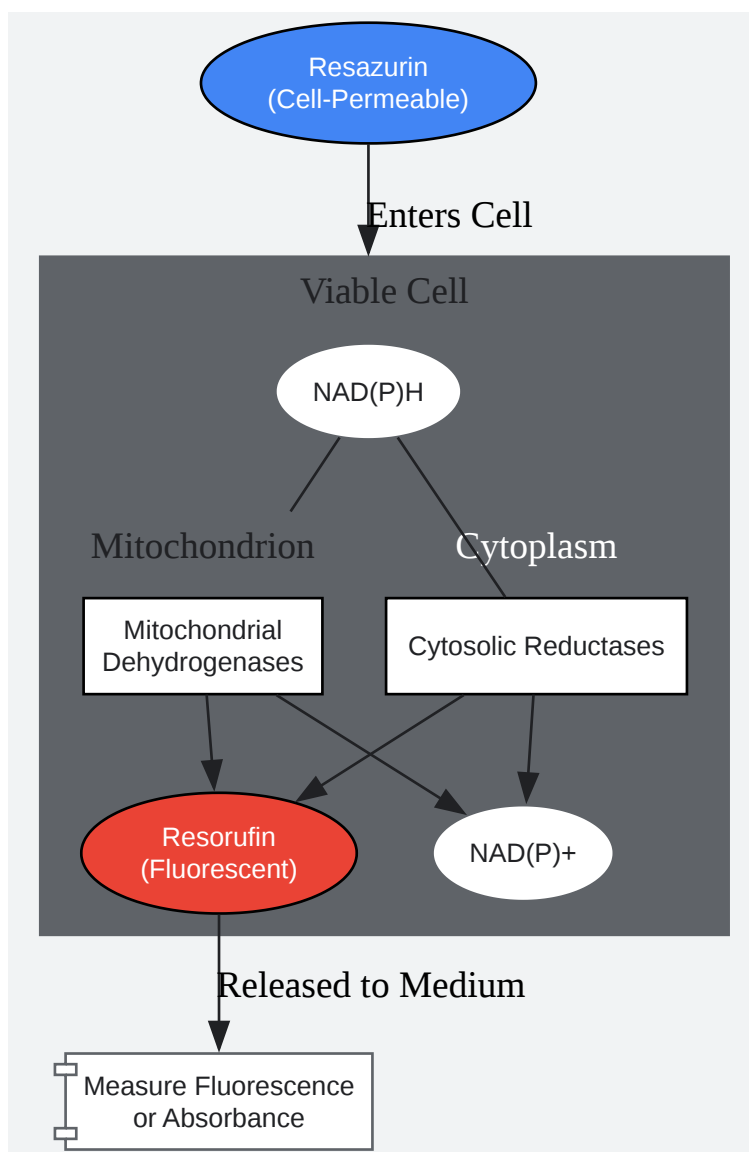 Resazurin
(Cell-Permeable)
Enters Cell
Viable Cell
NAD(P)H
Mitochondrion
Cytoplasm
Mitochondrial
Dehydrogenases
Cytosolic Reductases
Resorufin
(Fluorescent)
NAD(P)+
Released to Medium
Measure Fluorescence
or Absorbance